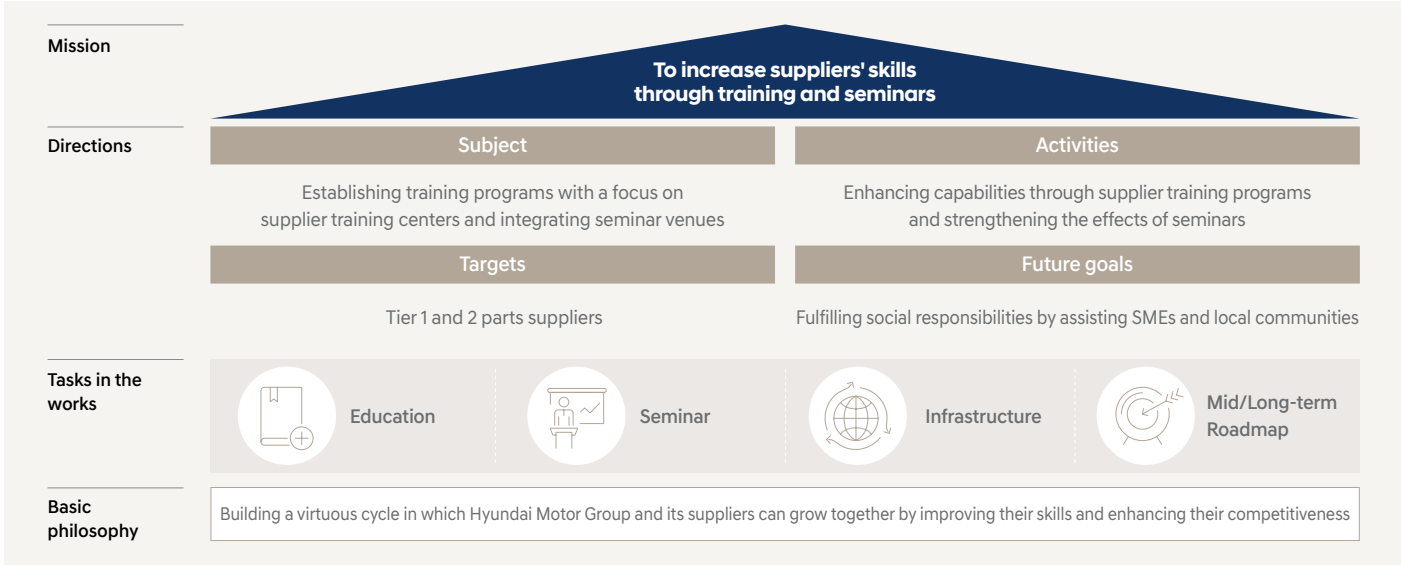 Mission
To increase suppliers' skills
through training and seminars
Directions
Subject
Activities
Establishing training programs with a focus on
supplier training centers and integrating seminar venues
Enhancing capabilities through supplier training programs
and strengthening the effects of seminars
Targets
Future goals
Tier 1 and 2 parts suppliers
Fulfilling social responsibilities by assisting SMEs and local communities
Tasks in the
works
Education
Seminar
Infrastructure
Mid/Long-term
Roadmap
Basic
philosophy
Building a virtuous cycle in which Hyundai Motor Group and its suppliers can grow together by improving their skills and enhancing their competitiveness